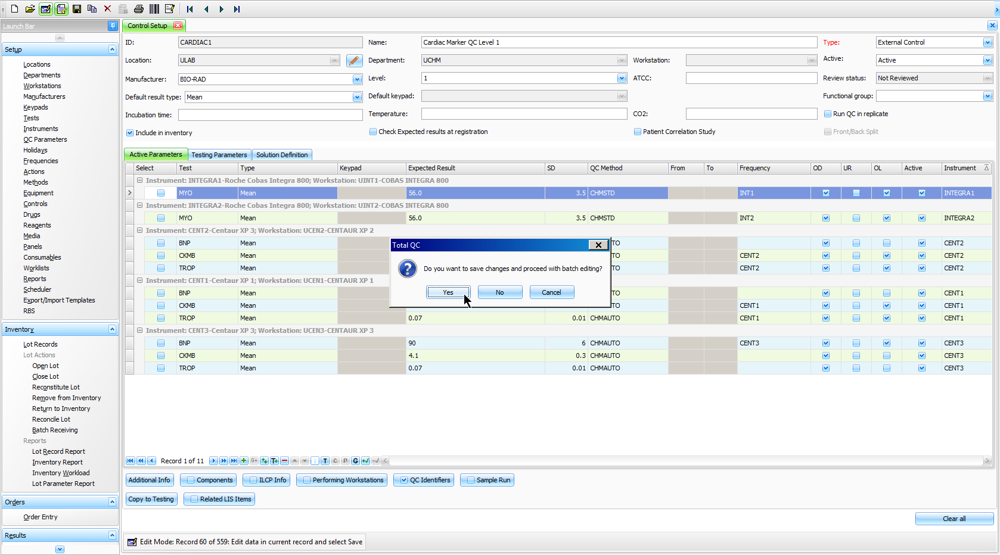 Launch Bar
Setup
Locations
Departments
Workstations
Manufacturers
Keypads
Tests
Instruments
QC Parameters
Holidays
Frequencies
Actions
Methods
Equipment
Controls
Drugs
Reagents
Media
Panels
Consumables
Worklists
Reports
Scheduler
Export/Import Templates
RBS
Inventory
Lot Records
Lot Actions
Open Lot
Close Lot
Reconstitute Lot
Remove from Inventory
Return to Inventory
Reconcile Lot
Batch Receiving
Reports
Lot Record Report
Inventory Report
Inventory Workload
Lot Parameter Report
Orders
Order Entry
Results
Control Setup
ID: CARDIAC1 Name: Cardiac Marker QC Level 1 Type: External Control
Location: ULAB Department: UCHM Workstation: Active: Active
Manufacturer: BIO-RAD Level: 1 ATCC: Review status: Not Reviewed
Default result type: Mean Default keypad: Functional group:
Incubation time: Temperature: CO2: Run QC in replicate
Include in inventory Check Expected results at registration Patient Correlation Study Front/Back Split
Active Parameters Testing Parameters Solution Definition
Select Test Type Keypad Expected Result SD QC Method From To Frequency OD UR OL Active Instrument
Instrument: INTEGRA1-Roche Cobas Integra 800; Workstation: UINT1-COBAS INTEGRA 800
MYO Mean 56.0 3.5 CHMSTD INT1 INTEGRA1
Instrument: INTEGRA2-Roche Cobas Integra 800; Workstation: UINT2-COBAS INTEGRA 800
MYO Mean 56.0 3.5 CHMSTD INT2 INTEGRA2
Instrument: CENT2-Centaur XP 3; Workstation: UCEN2-CENTAUR XP 2
BNP Mean TO CENT2
CKMB Mean TO CENT2 CENT2
TROP Mean TO CENT2 CENT2
Instrument: CENT1-Centaur XP 1; Workstation: UCEN1-CENTAUR XP 1
BNP Mean TO CENT1
CKMB Mean TO CENT1 CENT1
TROP Mean 0.07 0.01 CHMAUTO CENT1 CENT1
Instrument: CENT3-Centaur XP 3; Workstation: UCEN3-CENTAUR XP 3
BNP Mean 90 6 CHMAUTO CENT3 CENT3
CKMB Mean 4.1 0.3 CHMAUTO CENT3
TROP Mean 0.07 0.01 CHMAUTO CENT3
Total QC
Do you want to save changes and proceed with batch editing?
Yes No Cancel
Record 1 of 11 G+ T+ T C P G
Additional Info Components ILCP Info Performing Workstations QC Identifiers Sample Run
Copy to Testing Related LIS Items
Clear all
Edit Mode: Record 60 of 559: Edit data in current record and select Save